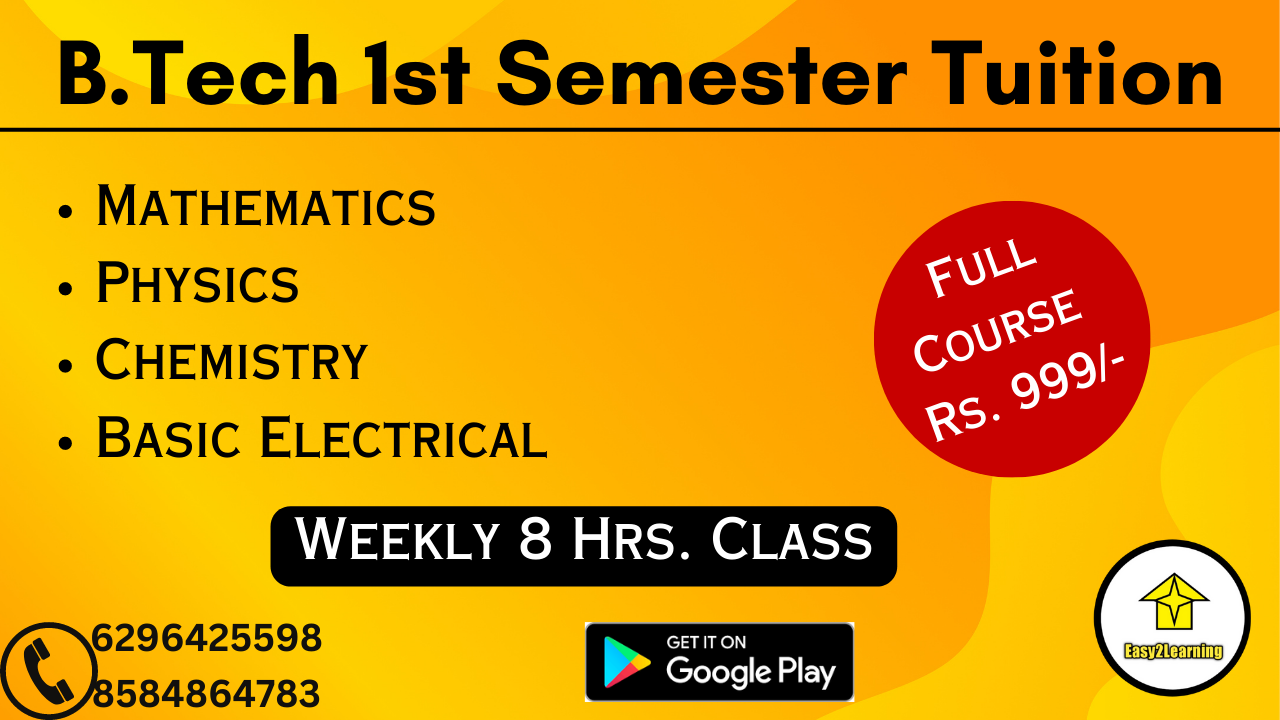 B.Tech 1st Semester Tuition
• Mathematics
• Physics
• Chemistry
• Basic Electrical
Full
Course
Rs. 999/-
Weekly 8 Hrs. Class
6296425598
8584864783
GET IT ON
Google Play
Easy2Learning